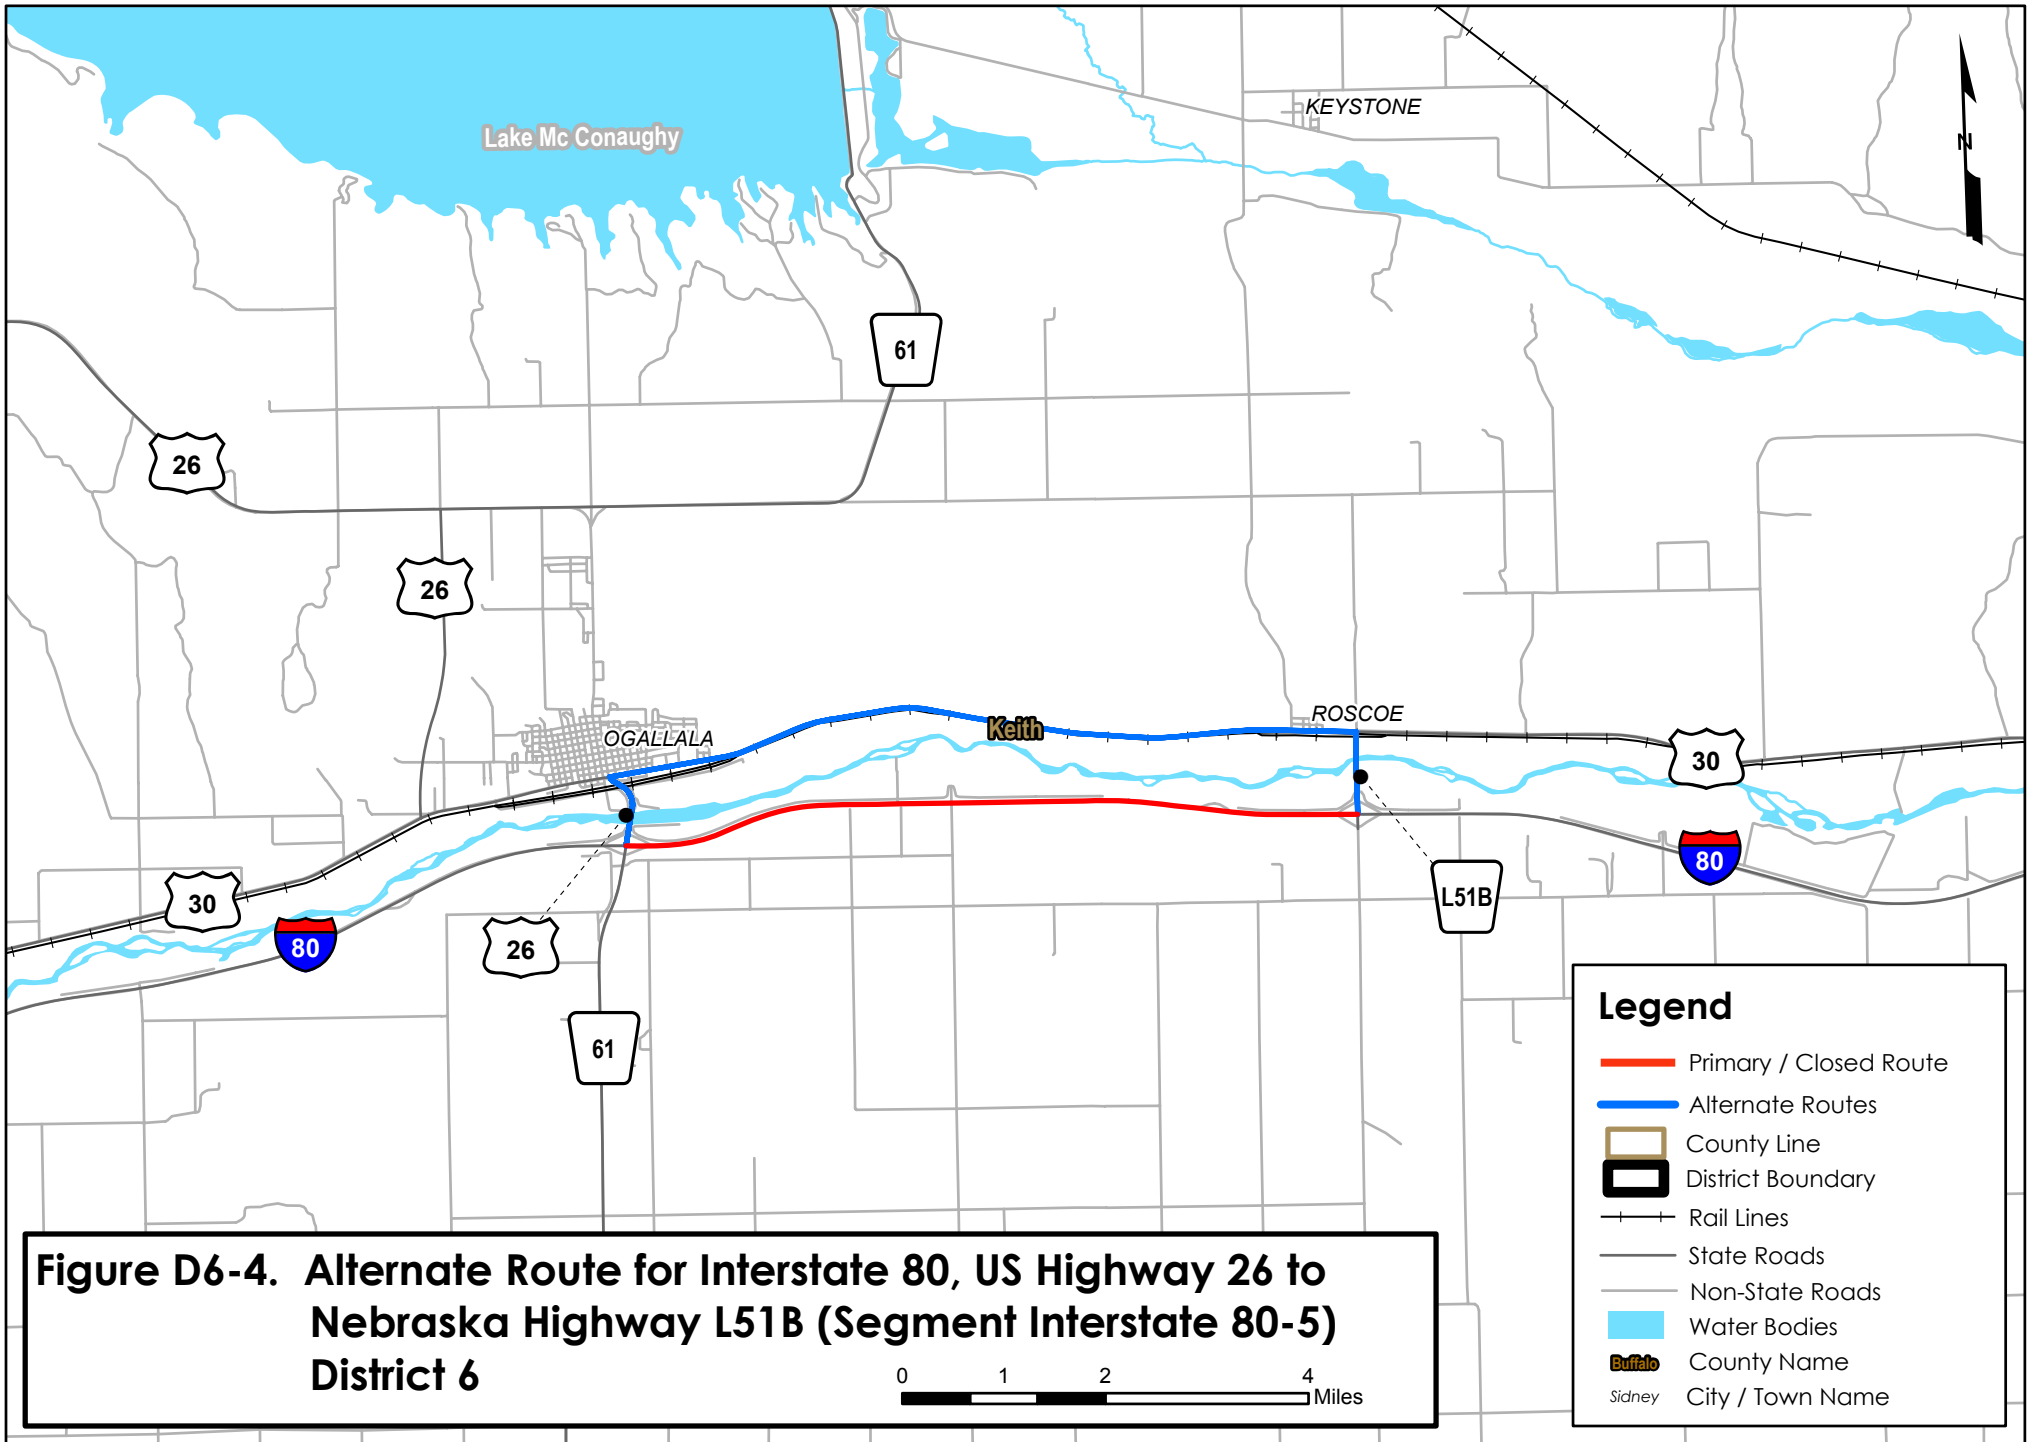 Lake Mc Conaughy
KEYSTONE
N
61
26
26
Keith
ROSCOE
OGALLALA
30
80
30
L51B
80
26
61
Legend
Primary / Closed Route
Alternate Routes
County Line
District Boundary
Rail Lines
State Roads
Non-State Roads
Water Bodies
Buffalo County Name
Sidney City / Town Name
Figure D6-4. Alternate Route for Interstate 80, US Highway 26 to
Nebraska Highway L51B (Segment Interstate 80-5)
District 6
0 1 2 4
Miles